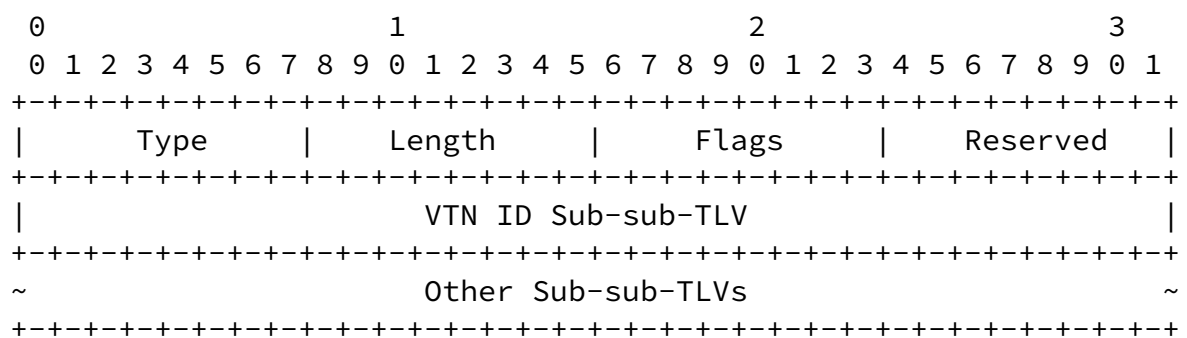 0                   1                   2                   3
 0 1 2 3 4 5 6 7 8 9 0 1 2 3 4 5 6 7 8 9 0 1 2 3 4 5 6 7 8 9 0 1
+-+-+-+-+-+-+-+-+-+-+-+-+-+-+-+-+-+-+-+-+-+-+-+-+-+-+-+-+-+-+-+-+
|      Type     |    Length     |     Flags     |    Reserved   |
+-+-+-+-+-+-+-+-+-+-+-+-+-+-+-+-+-+-+-+-+-+-+-+-+-+-+-+-+-+-+-+-+
|                      VTN ID Sub-sub-TLV                       |
+-+-+-+-+-+-+-+-+-+-+-+-+-+-+-+-+-+-+-+-+-+-+-+-+-+-+-+-+-+-+-+-+
~                      Other Sub-sub-TLVs                       ~
+-+-+-+-+-+-+-+-+-+-+-+-+-+-+-+-+-+-+-+-+-+-+-+-+-+-+-+-+-+-+-+-+